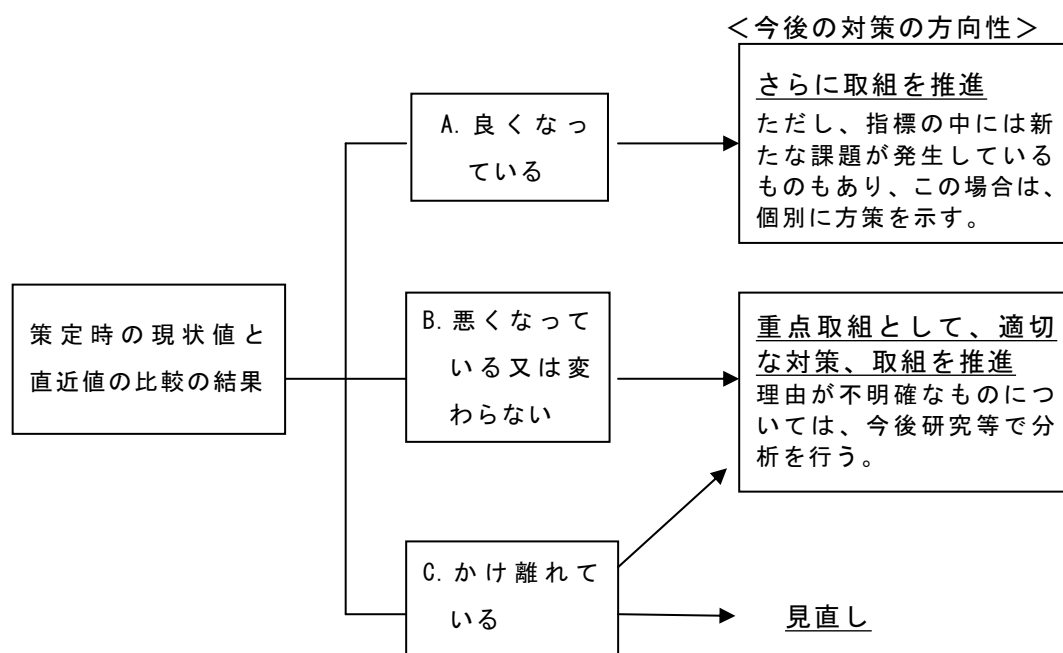 ＜今後の対策の方向性＞
さらに取組を推進
ただし、指標の中には新
たな課題が発生している
ものもあり、この場合は、
個別に方策を示す。
A. 良くなっ
ている
策定時の現状値と
直近値の比較の結果
B. 悪くなって
いる又は変
わらない
重点取組として、適切
な対策、取組を推進
理由が不明確なものにつ
いては、今後研究等で分
析を行う。
C. かけ離れて
いる
見直し